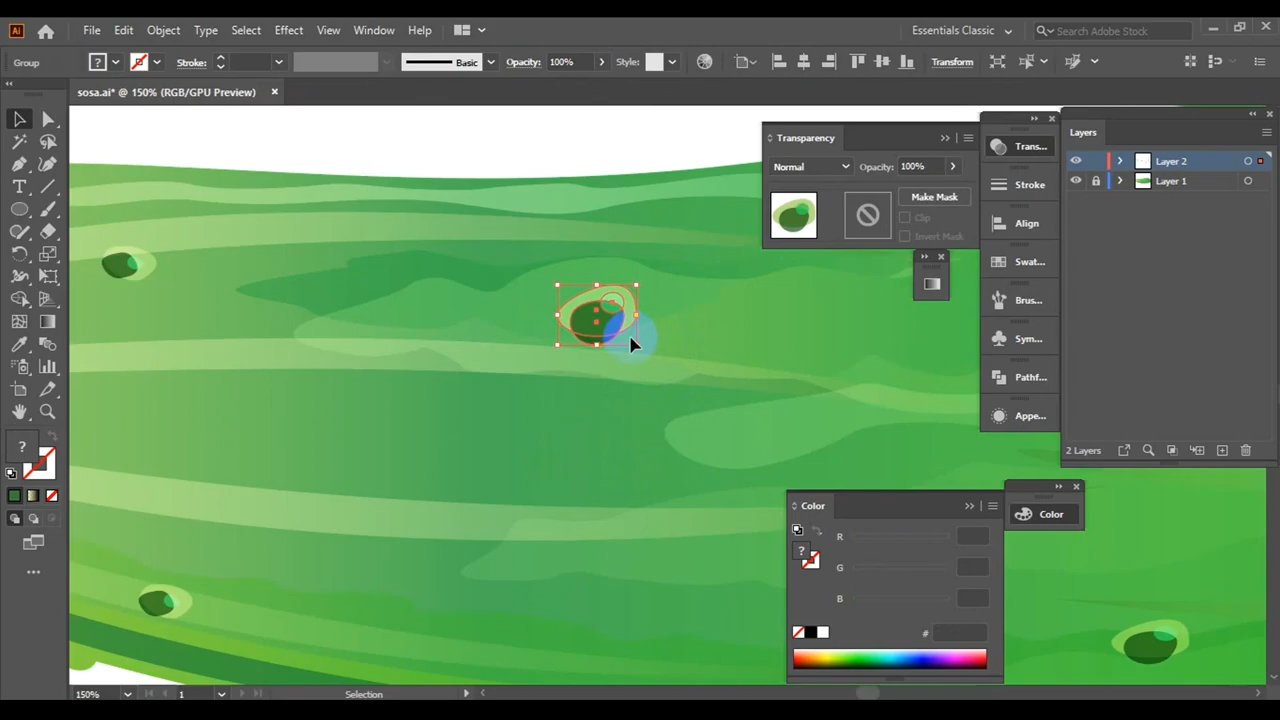 Ai File Edit Object Type Select Effect View Window Help Essentials Classic Search Adobe Stock
Group ? Stroke: Basic Opacity: 100% Style: Transform
sosa.ai* @ 150% (RGB/GPU Preview)
Transparency
Normal Opacity: 100%
Make Mask
Clip
Invert Mask
Trans...
Stroke
Align
Swat...
Brus...
Sym...
Pathf...
Appe...
Layers
Layer 2
Layer 1
2 Layers
?
Color
?
R
G
B
#
Color
150% 1 Selection